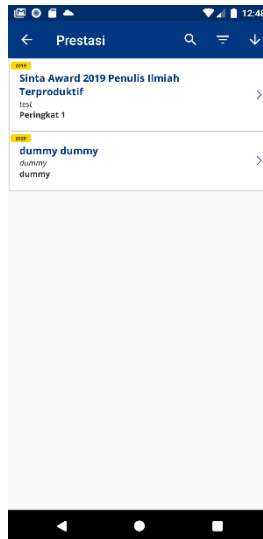 12:48
Prestasi
2019
Sinta Award 2019 Penulis Ilmiah
Terproduktif
test
Peringkat 1
2020
dummy dummy
dummy
dummy